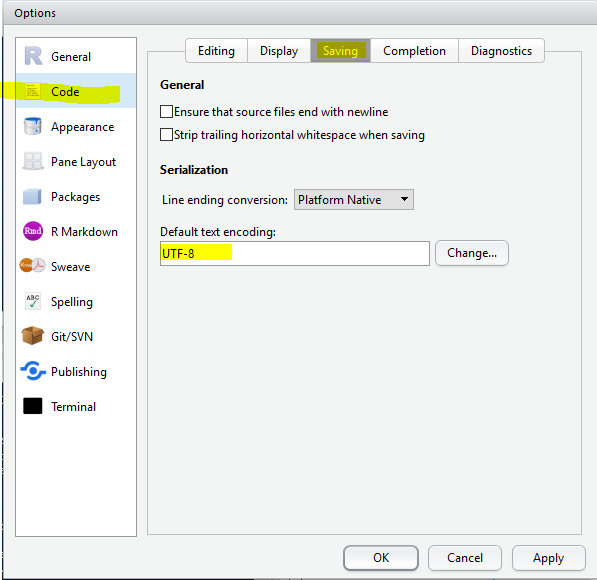 Options
General
Code
Appearance
Pane Layout
Packages
Rmd R Markdown
Rnw Sweave
ABC Spelling
Git/SVN
Publishing
Terminal
Editing Display Saving Completion Diagnostics
General
Ensure that source files end with newline
Strip trailing horizontal whitespace when saving
Serialization
Line ending conversion: Platform Native
Default text encoding:
UTF-8 Change...
OK Cancel Apply